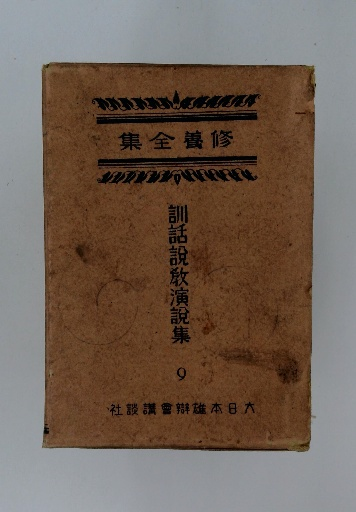 修養全集
訓話說敎演說集
9
大日本雄辯會講談社